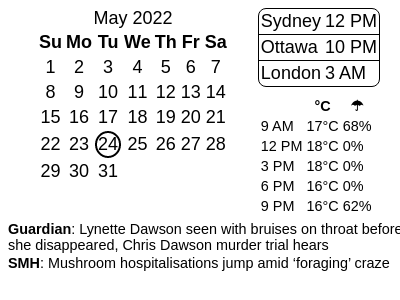 May 2022
Su Mo Tu We Th Fr Sa
1 2 3 4 5 6 7
8 9 10 11 12 13 14
15 16 17 18 19 20 21
22 23 24 25 26 27 28
29 30 31
Sydney 12 PM
Ottawa 10 PM
London 3 AM
°C ☂
9 AM 17°C 68%
12 PM 18°C 0%
3 PM 18°C 0%
6 PM 16°C 0%
9 PM 16°C 62%
Guardian: Lynette Dawson seen with bruises on throat before
she disappeared, Chris Dawson murder trial hears
SMH: Mushroom hospitalisations jump amid ‘foraging’ craze